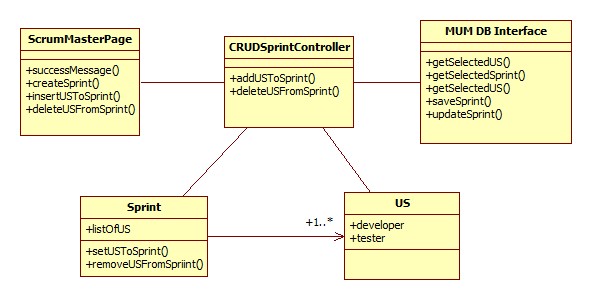 ScrumMasterPage
+successMessage()
+createSprint()
+insertUSToSprint()
+deleteUSFromSprint()
CRUDSprintController
+addUSToSprint()
+deleteUSFromSprint()
MUM DB Interface
+getSelectedUS()
+getSelectedSprint()
+getSelectedUS()
+saveSprint()
+updateSprint()
Sprint
+listOfUS
+setUSToSprint()
+removeUSFromSpriint()
+1..*
US
+developer
+tester